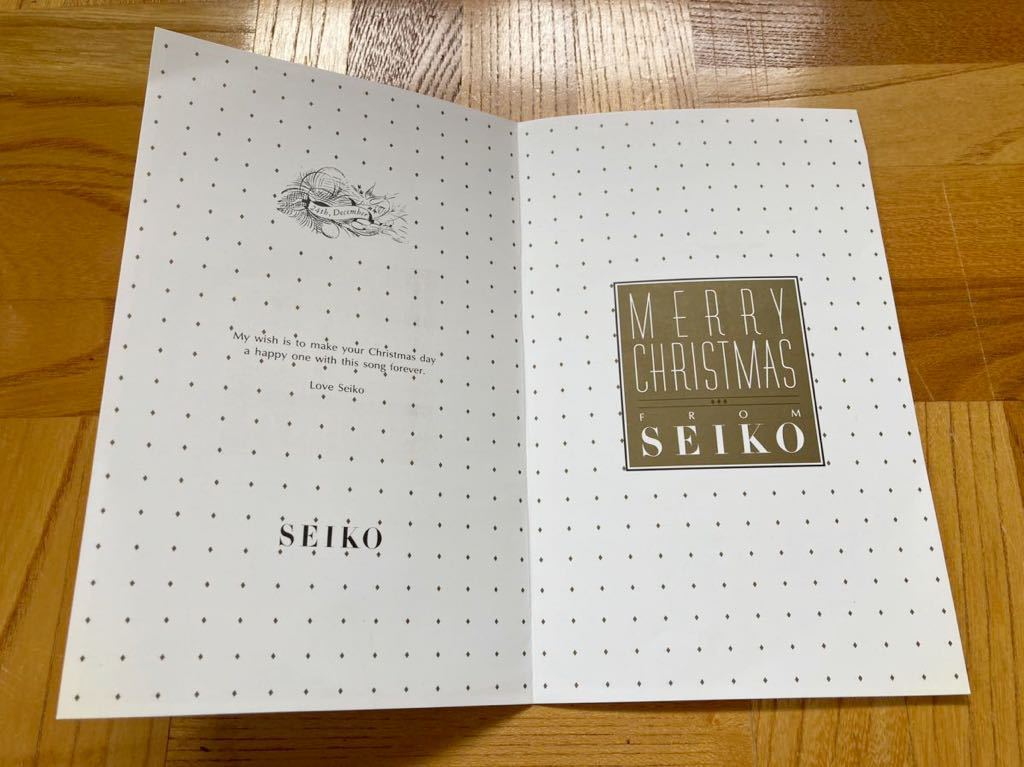 24th, December
My wish is to make your Christmas day
a happy one with this song forever.
Love Seiko
SEIKO
MERRY
CHRISTMAS
FROM
SEIKO